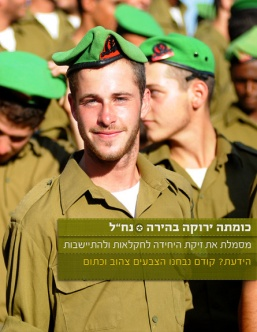 כומתה ירוקה בהירה ✡ נח"ל
מסמלת את זיקת היחידה לחקלאות ולהתיישבות
הידעת? קודם נבחנו הצבעים צהוב וכתום